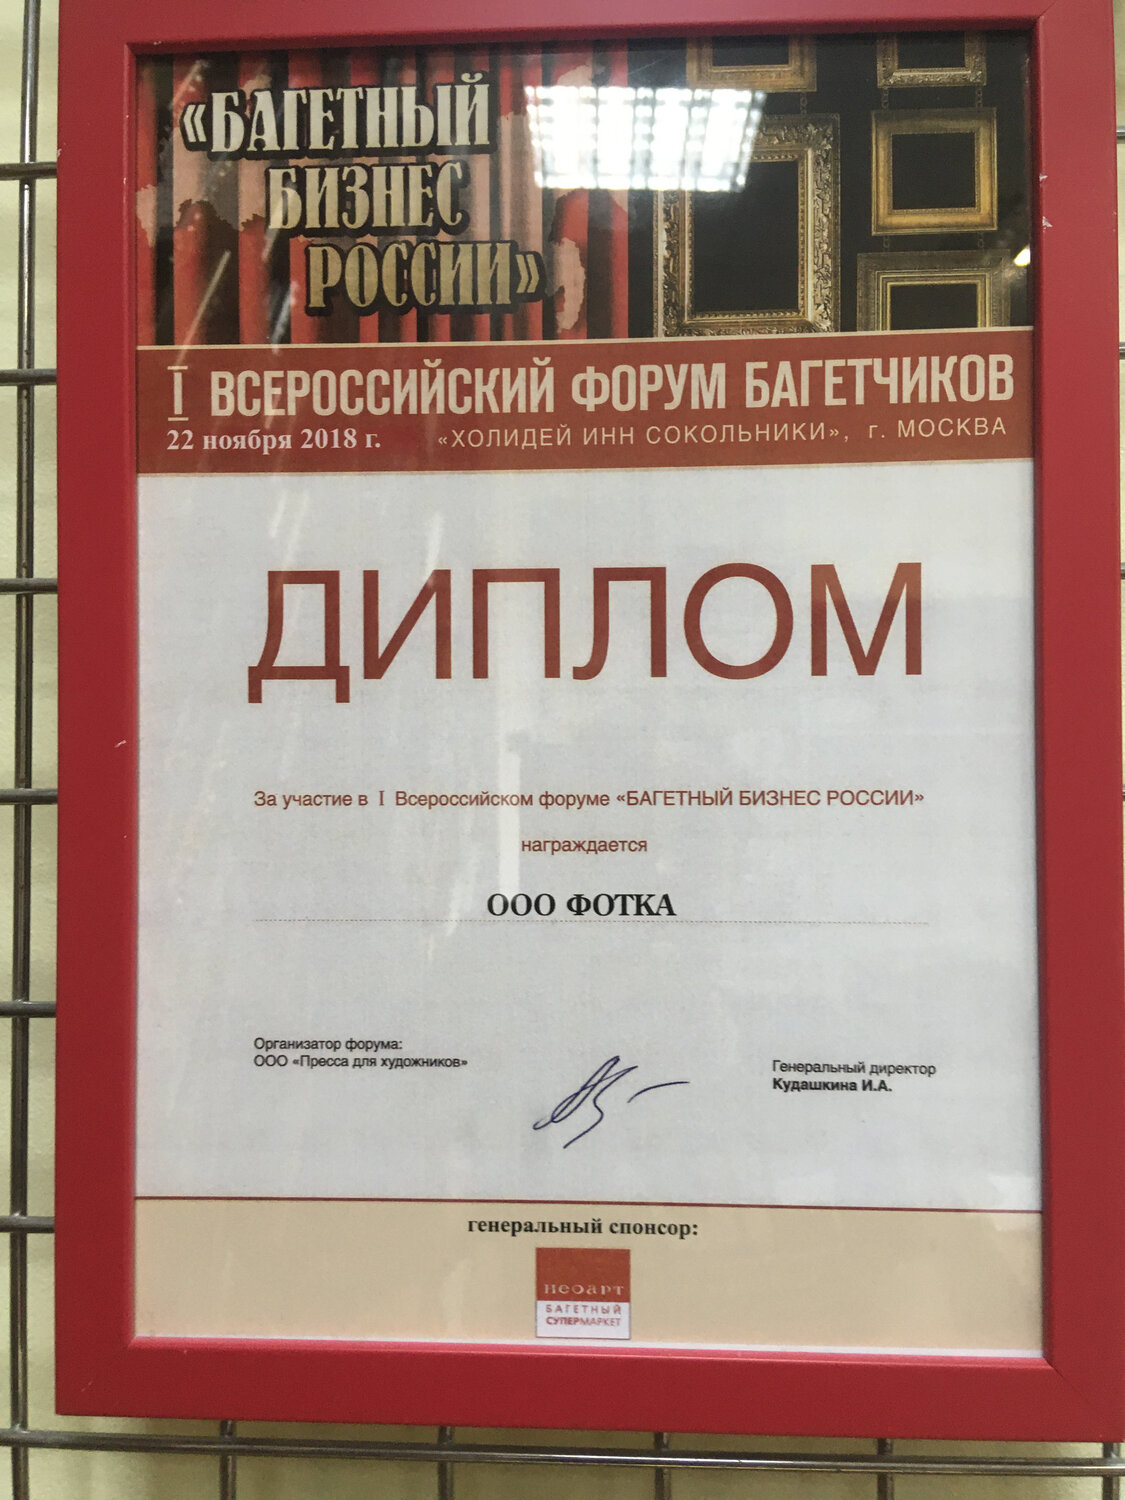 «БАГЕТНЫЙ
БИЗНЕС
РОССИИ»
I ВСЕРОССИЙСКИЙ ФОРУМ БАГЕТЧИКОВ
22 ноября 2018 г. «ХОЛИДЕЙ ИНН СОКОЛЬНИКИ», г. МОСКВА
ДИПЛОМ
За участие в I Всероссийском форуме «БАГЕТНЫЙ БИЗНЕС РОССИИ»
награждается
ООО ФОТКА
Организатор форума:
ООО «Пресса для художников»
Генеральный директор
Кудашкина И.А.
генеральный спонсор:
неоарт
БАГЕТНЫЙ
СУПЕРМАРКЕТ